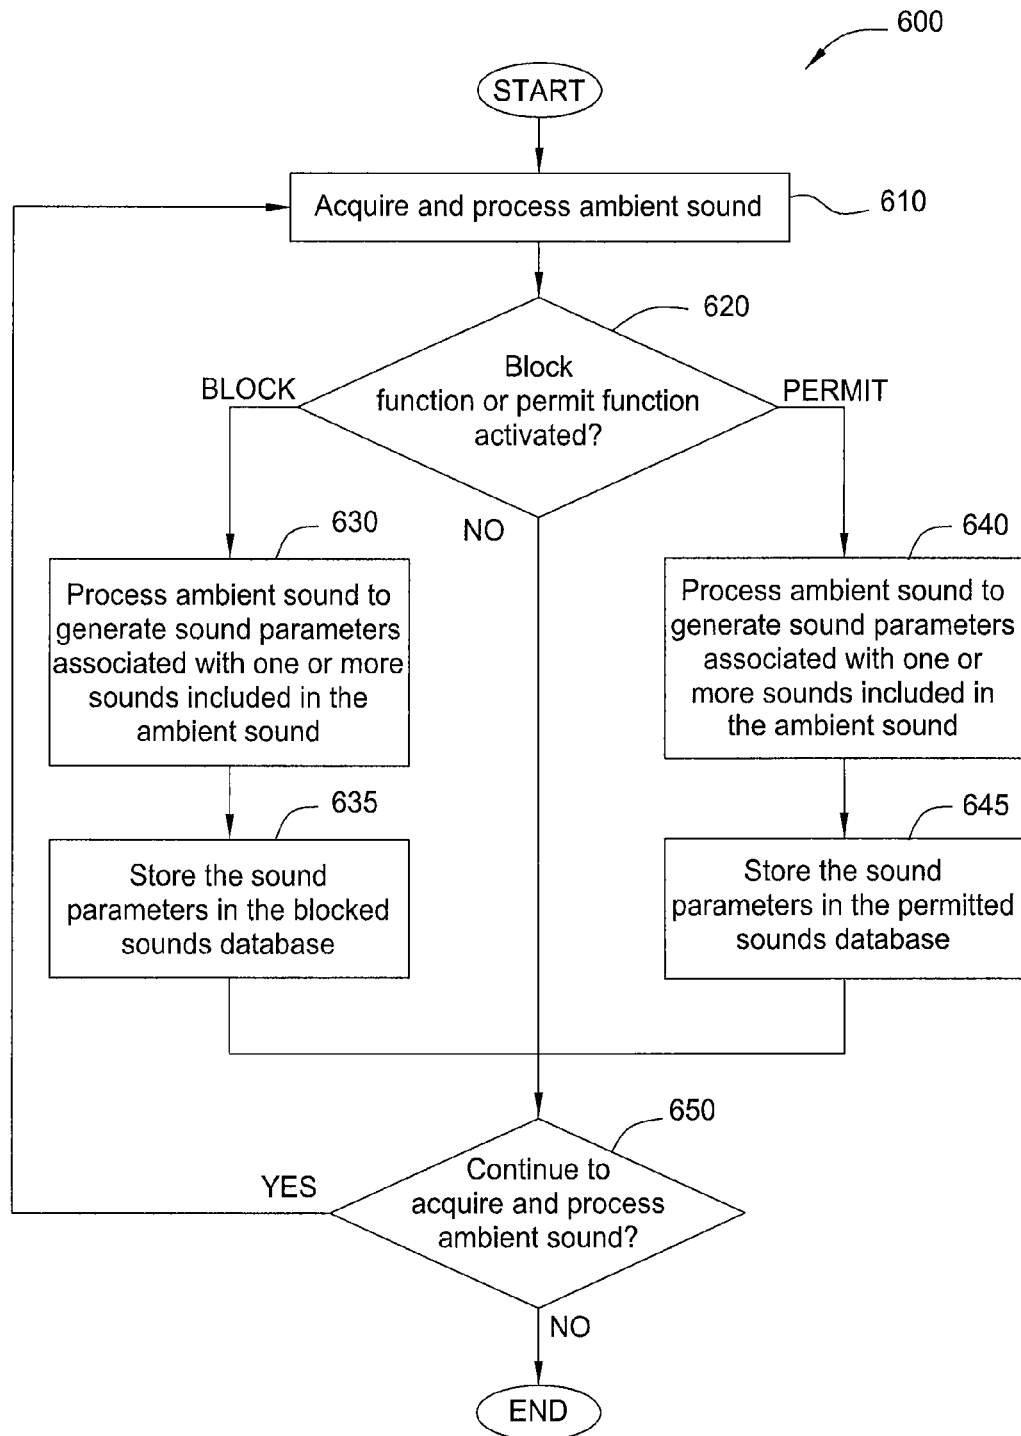 600
START
Acquire and process ambient sound
610
620
Block
function or permit function
activated?
BLOCK
PERMIT
NO
630
Process ambient sound to
generate sound parameters
associated with one or more
sounds included in the
ambient sound
640
Process ambient sound to
generate sound parameters
associated with one or
more sounds included in
the ambient sound
635
Store the sound
parameters in the blocked
sounds database
645
Store the sound
parameters in the permitted
sounds database
650
Continue to
acquire and process
ambient sound?
YES
NO
END